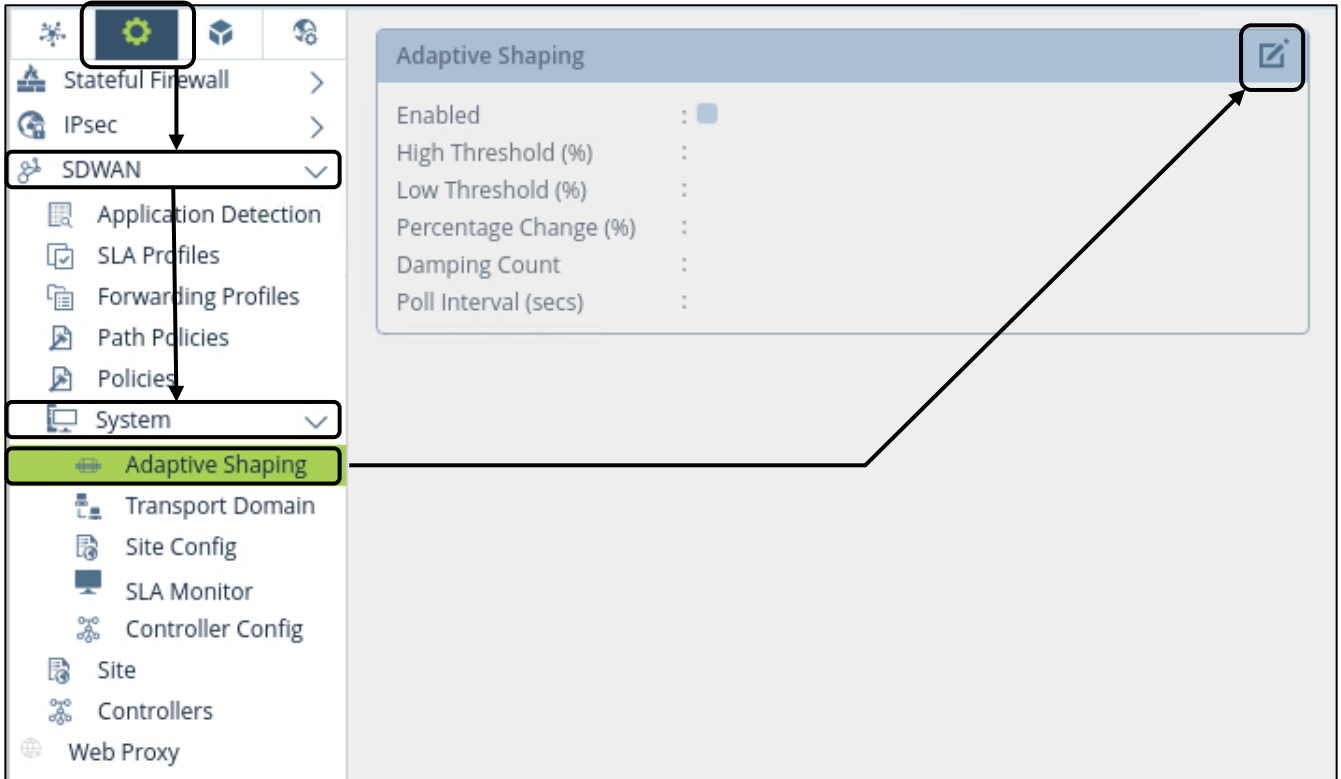 Stateful Firewall
IPsec
SDWAN
Application Detection
SLA Profiles
Forwarding Profiles
Path Policies
Policies
System
Adaptive Shaping
Transport Domain
Site Config
SLA Monitor
Controller Config
Site
Controllers
Web Proxy
Adaptive Shaping
Enabled :
High Threshold (%) :
Low Threshold (%) :
Percentage Change (%) :
Damping Count :
Poll Interval (secs) :